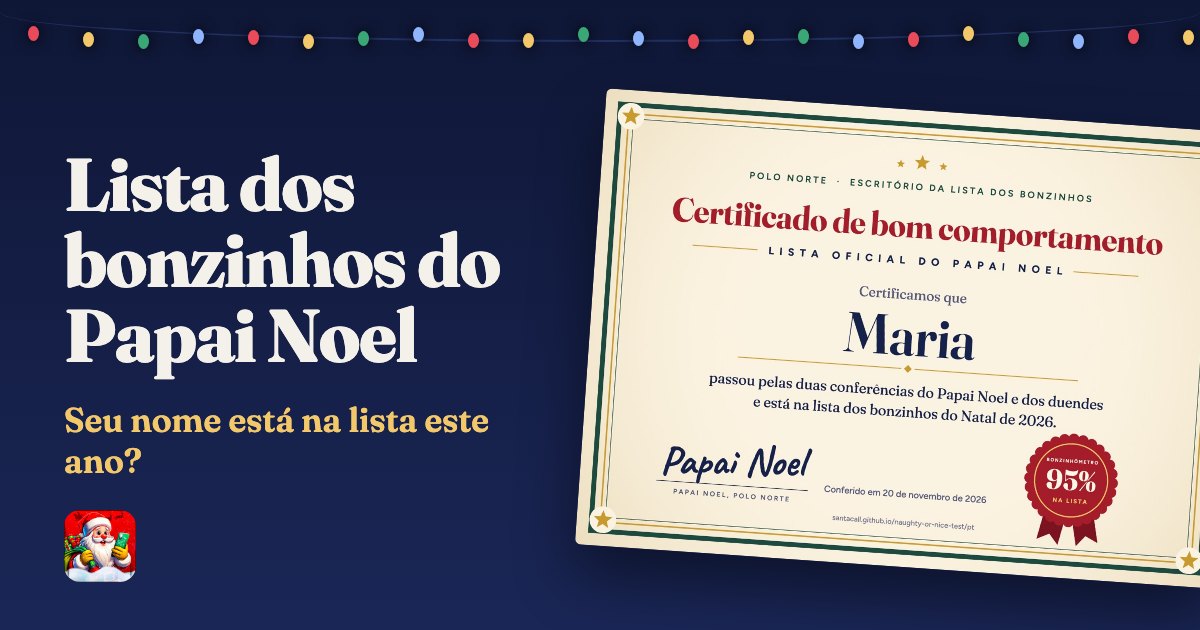 Lista dos
bonzinhos do
Papai Noel
Seu nome está na lista este
ano?
POLO NORTE · ESCRITÓRIO DA LISTA DOS BONZINHOS
Certificado de bom comportamento
LISTA OFICIAL DO PAPAI NOEL
Certificamos que
Maria
passou pelas duas conferências do Papai Noel e dos duendes
e está na lista dos bonzinhos do Natal de 2026.
Papai Noel
PAPAI NOEL, POLO NORTE
Conferido em 20 de novembro de 2026
santacall.github.io/naughty-or-nice-test/pt
BONZINHÔMETRO
95%
NA LISTA